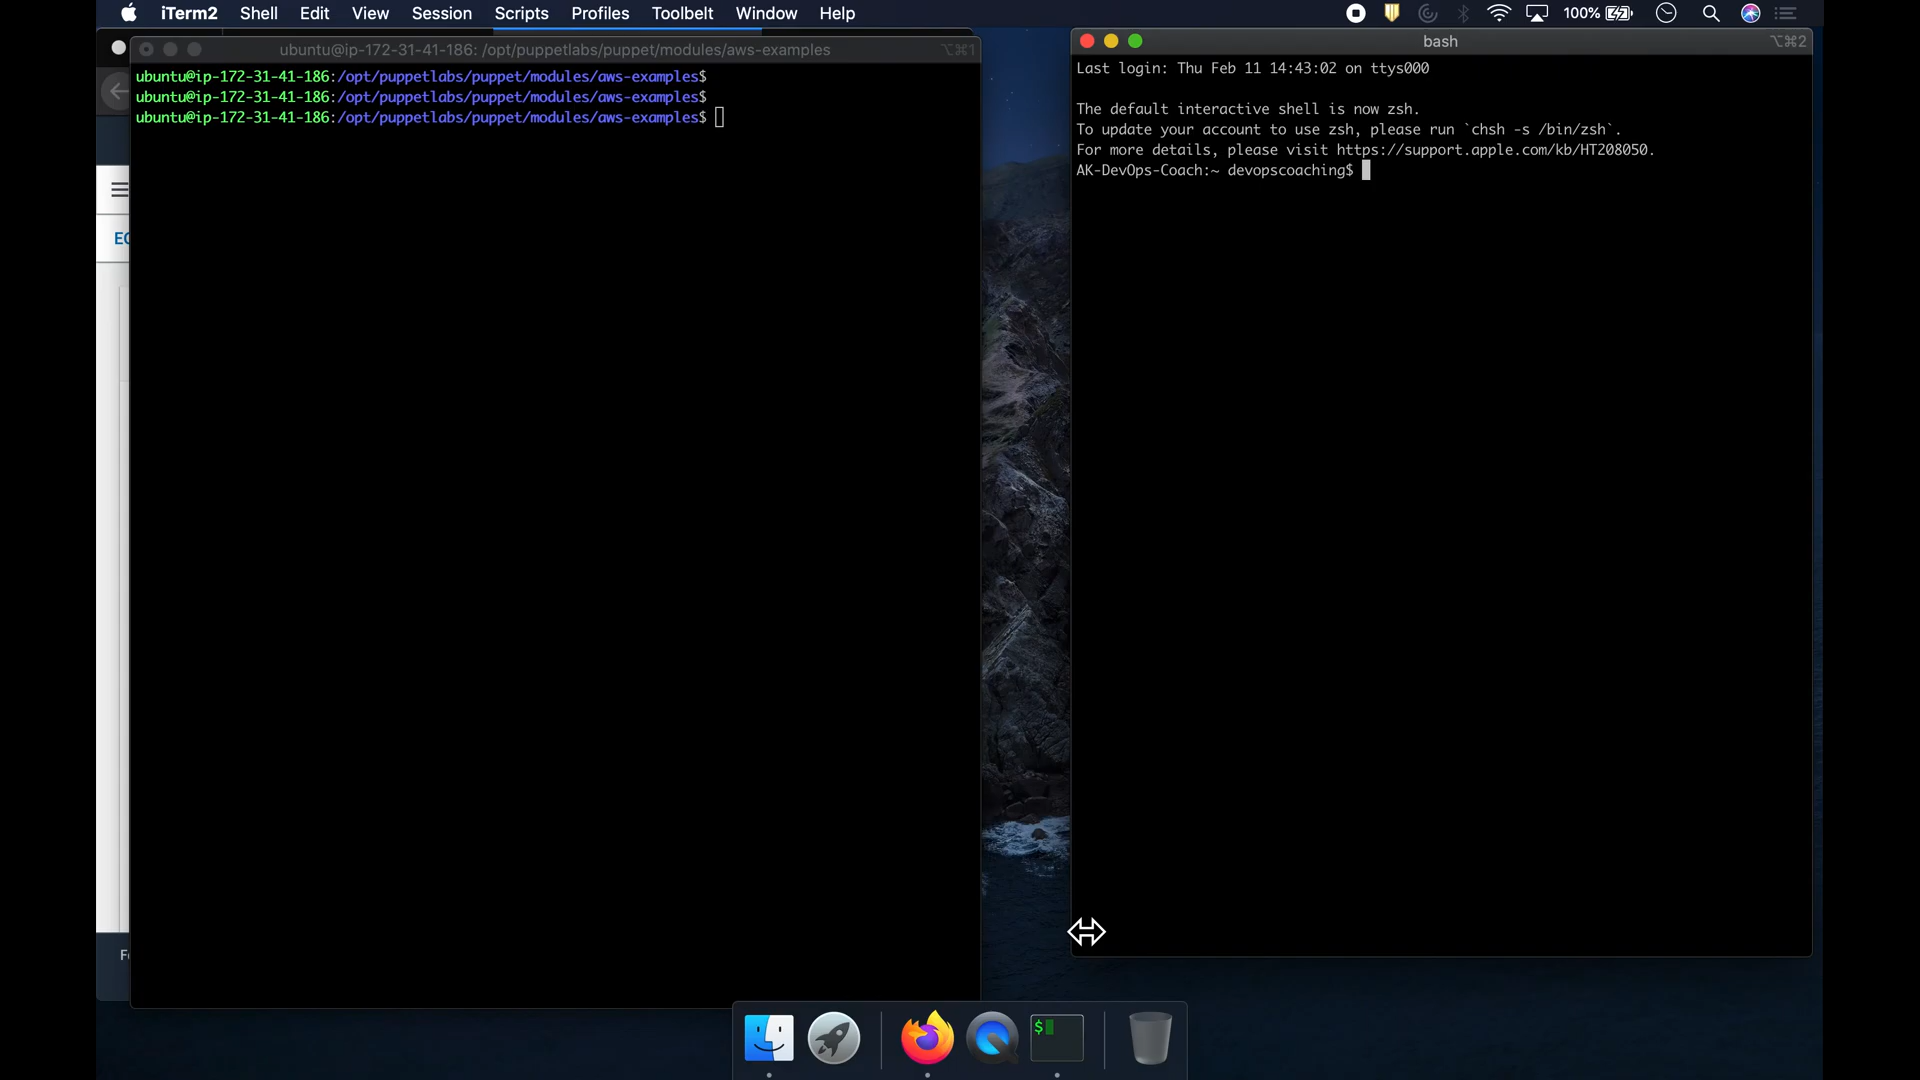 iTerm2 Shell Edit View Session Scripts Profiles Toolbelt Window Help 100%
ubuntu@ip-172-31-41-186: /opt/puppetlabs/puppet/modules/aws-examples ⌥⌘1
ubuntu@ip-172-31-41-186:/opt/puppetlabs/puppet/modules/aws-examples$
ubuntu@ip-172-31-41-186:/opt/puppetlabs/puppet/modules/aws-examples$
ubuntu@ip-172-31-41-186:/opt/puppetlabs/puppet/modules/aws-examples$
bash ⌥⌘2
Last login: Thu Feb 11 14:43:02 on ttys000
The default interactive shell is now zsh.
To update your account to use zsh, please run `chsh -s /bin/zsh`.
For more details, please visit https://support.apple.com/kb/HT208050.
AK-DevOps-Coach:~ devopscoaching$
$